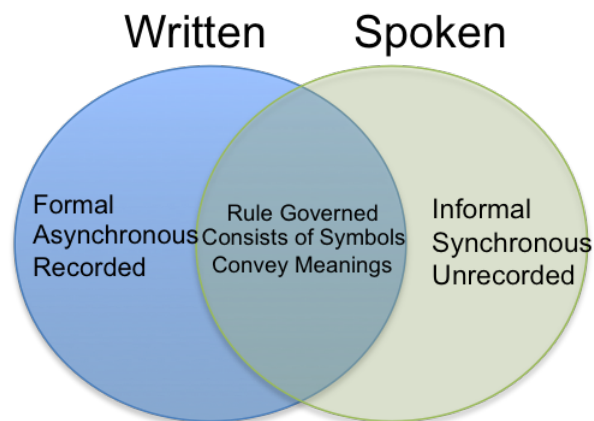 Written
Spoken
Formal
Asynchronous
Recorded
Rule Governed
Consists of Symbols
Convey Meanings
Informal
Synchronous
Unrecorded